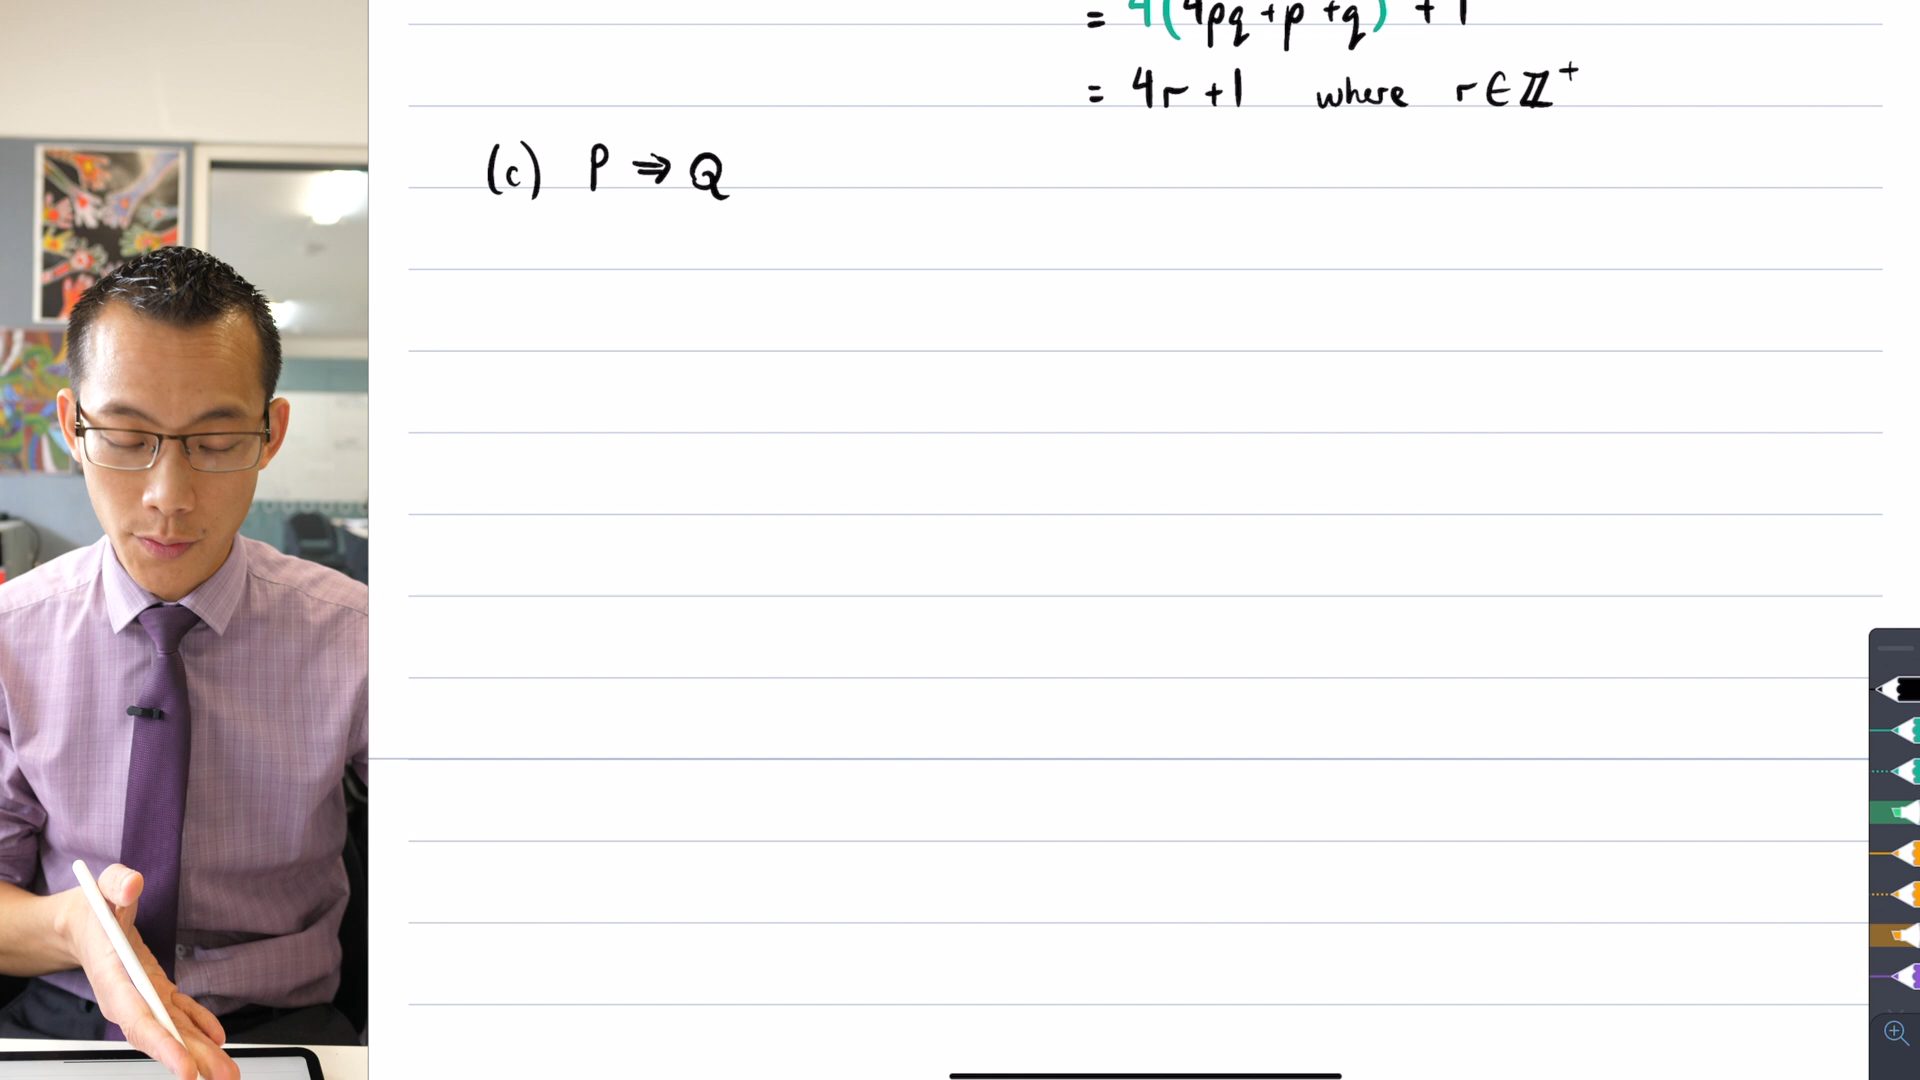 = 4(4pq + p + q) + 1
= 4r + 1 where r ∈ ℤ⁺
(c) P ⇒ Q